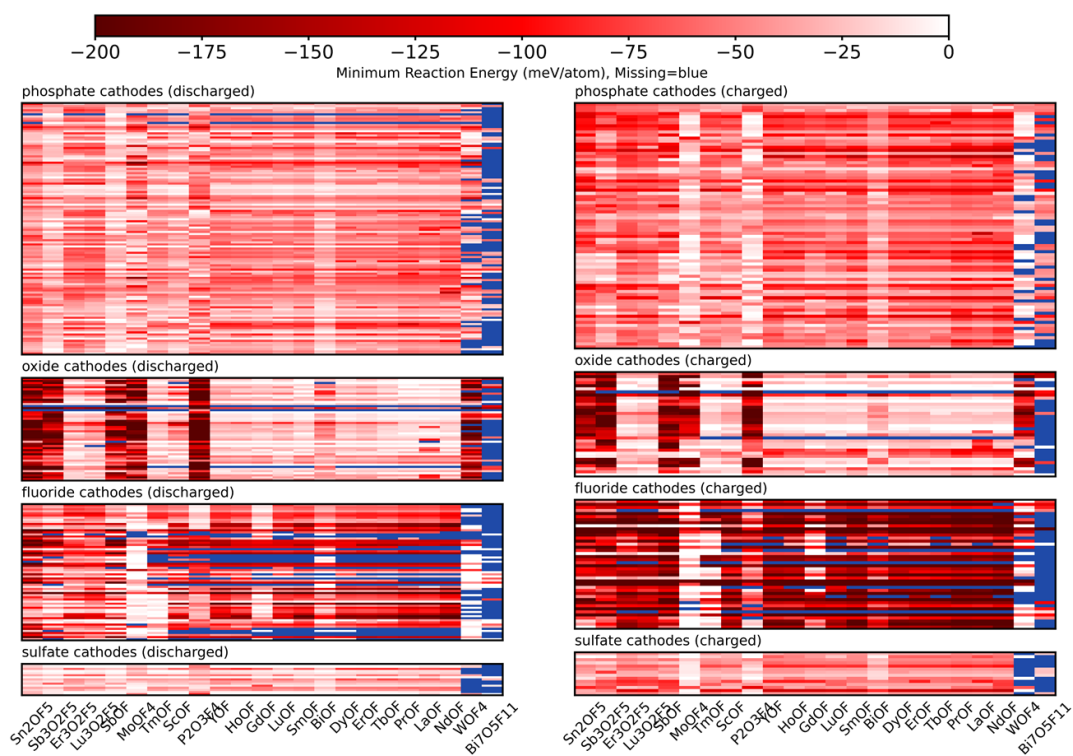 −200 −175 −150 −125 −100 −75 −50 −25 0
Minimum Reaction Energy (meV/atom), Missing=blue
phosphate cathodes (discharged)
phosphate cathodes (charged)
oxide cathodes (discharged)
oxide cathodes (charged)
fluoride cathodes (discharged)
fluoride cathodes (charged)
sulfate cathodes (discharged)
sulfate cathodes (charged)
Sn2OF5 Sb3O2F5 Er3O2F5 Lu3O2F5 SbOF MoOF4 TmOF ScOF P2O3F4 YOF HoOF GdOF LuOF SmOF BiOF DyOF ErOF TbOF PrOF LaOF NdOF WOF4 Bi7O5F11
Sn2OF5 Sb3O2F5 Er3O2F5 Lu3O2F5 SbOF MoOF4 TmOF ScOF P2O3F4 YOF HoOF GdOF LuOF SmOF BiOF DyOF ErOF TbOF PrOF LaOF NdOF WOF4 Bi7O5F11